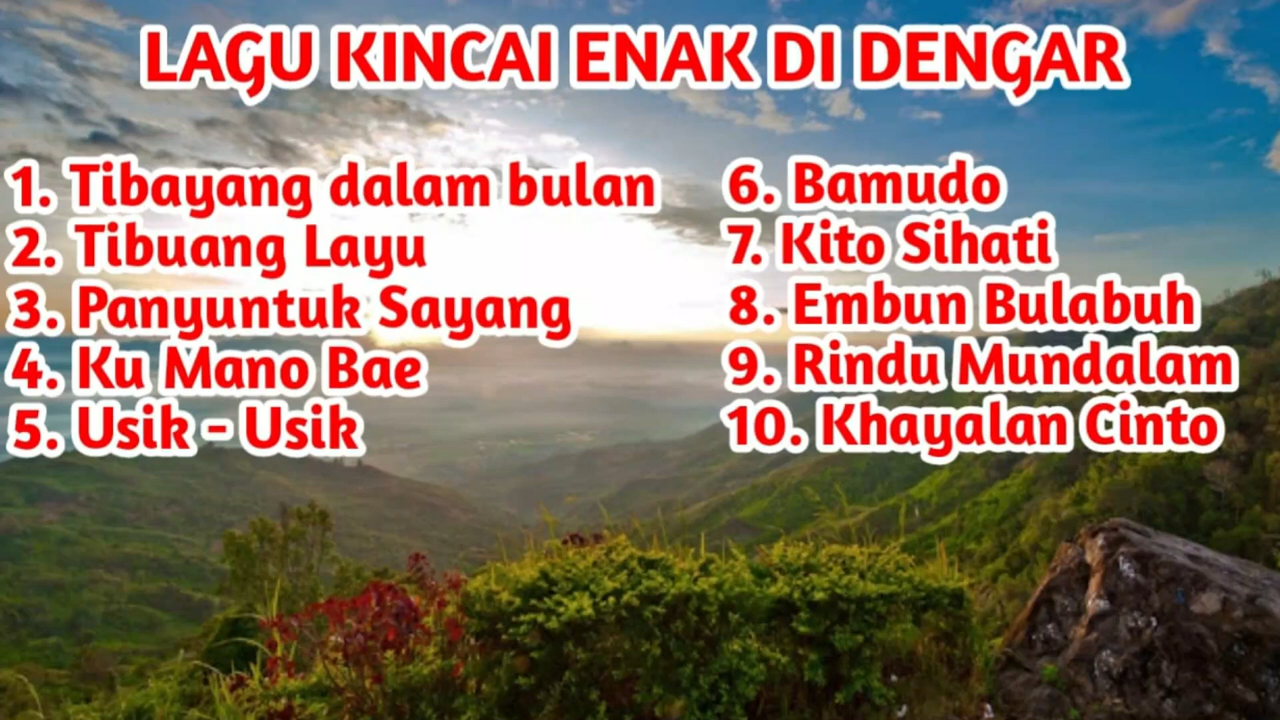 LAGU KINCAI ENAK DI DENGAR
1. Tibayang dalam bulan
2. Tibuang Layu
3. Panyuntuk Sayang
4. Ku Mano Bae
5. Usik - Usik
6. Bamudo
7. Kito Sihati
8. Embun Bulabuh
9. Rindu Mundalam
10. Khayalan Cinto